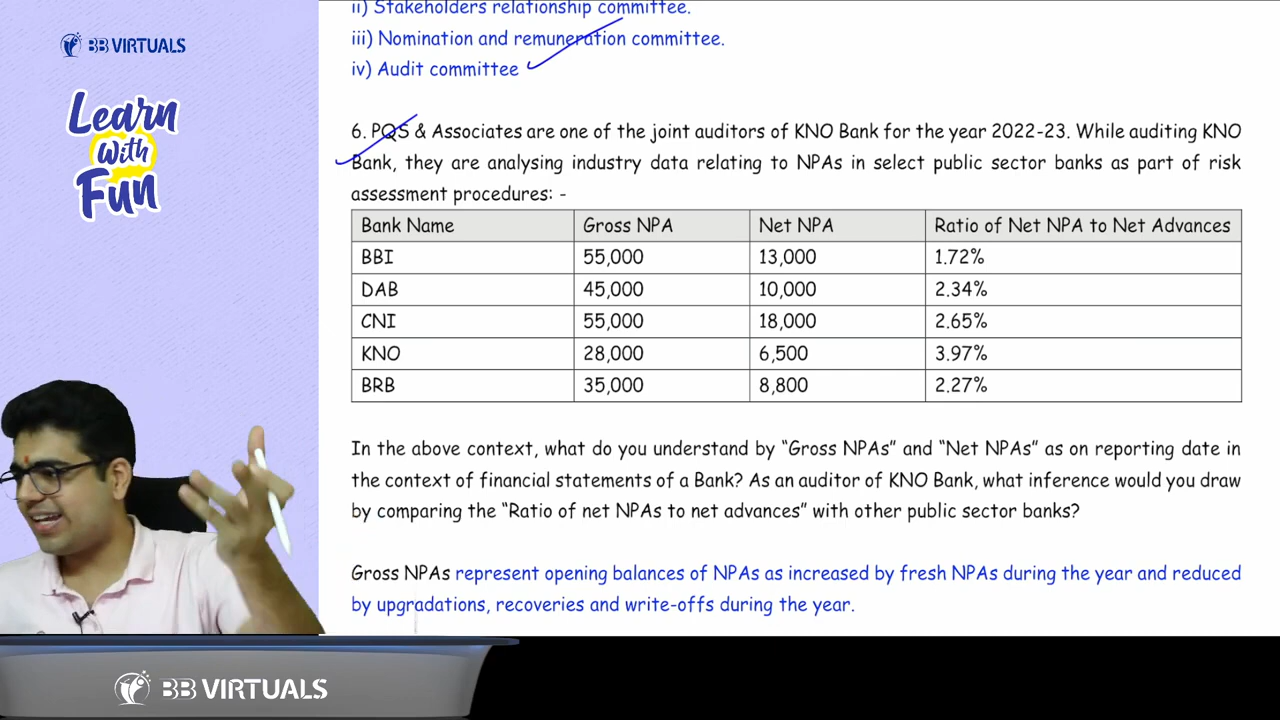 ii) Stakeholders relationship committee.
BB VIRTUALS
iii) Nomination and remuneration committee.
iv) Audit committee
Learn
With
Fun
6. PQS & Associates are one of the joint auditors of KNO Bank for the year 2022-23. While auditing KNO
Bank, they are analysing industry data relating to NPAs in select public sector banks as part of risk
assessment procedures: -
Bank Name Gross NPA Net NPA Ratio of Net NPA to Net Advances
BBI 55,000 13,000 1.72%
DAB 45,000 10,000 2.34%
CNI 55,000 18,000 2.65%
KNO 28,000 6,500 3.97%
BRB 35,000 8,800 2.27%
In the above context, what do you understand by “Gross NPAs” and “Net NPAs” as on reporting date in
the context of financial statements of a Bank? As an auditor of KNO Bank, what inference would you draw
by comparing the “Ratio of net NPAs to net advances” with other public sector banks?
Gross NPAs represent opening balances of NPAs as increased by fresh NPAs during the year and reduced
by upgradations, recoveries and write-offs during the year.
BB VIRTUALS